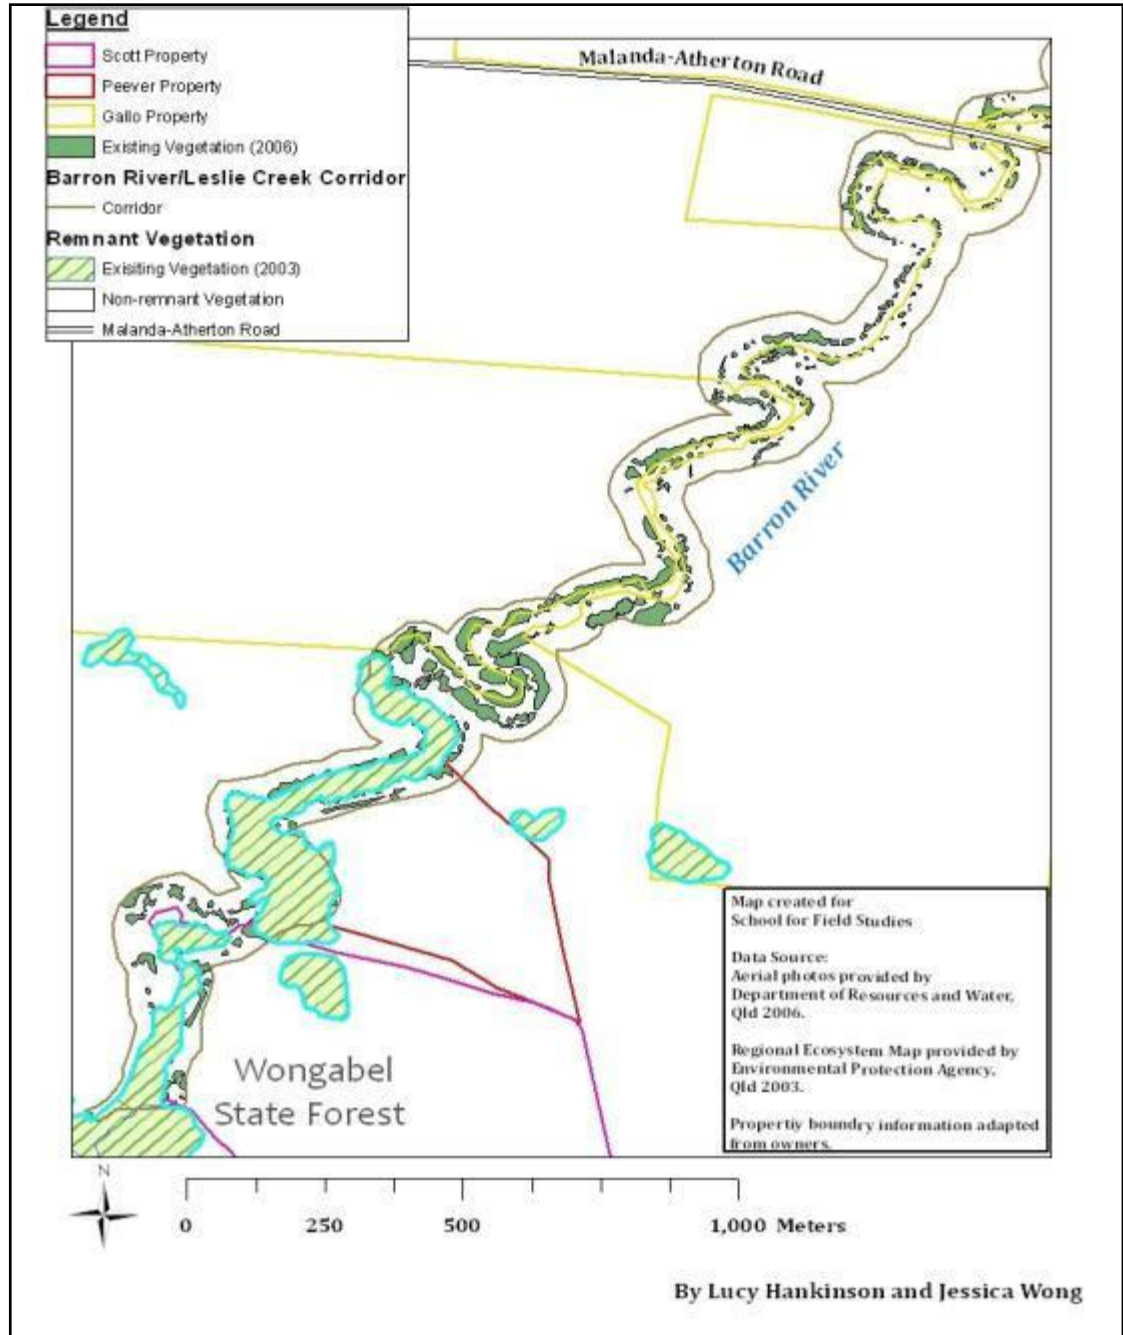 Legend
Scott Property
Peever Property
Gallo Property
Existing Vegetation (2006)
Barron River/Leslie Creek Corridor
Corridor
Remnant Vegetation
Exisiting Vegetation (2003)
Non-remnant Vegetation
Malanda-Atherton Road
Malanda-Atherton Road
Barron River
Wongabel
State Forest
Map created for
School for Field Studies
Data Source:
Aerial photos provided by
Department of Resources and Water,
Qld 2006.
Regional Ecosystem Map provided by
Environmental Protection Agency,
Qld 2003.
Propertiy boundry information adapted
from owners.
N
0 250 500 1,000 Meters
By Lucy Hankinson and Jessica Wong